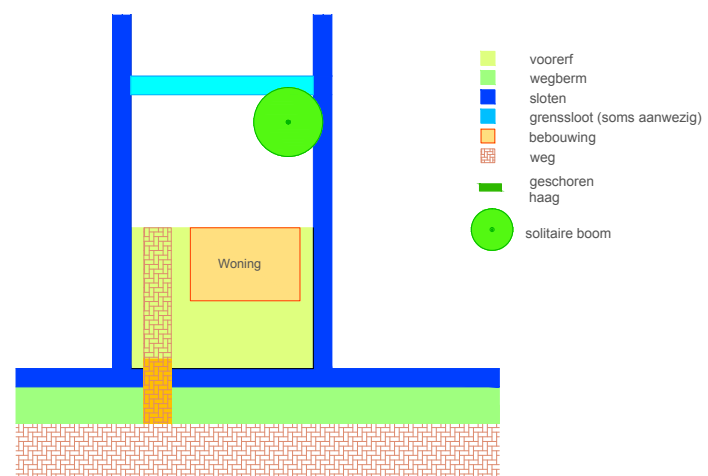 voorerf
wegberm
sloten
grenssloot (soms aanwezig)
bebouwing
weg
geschoren
haag
solitaire boom
Woning